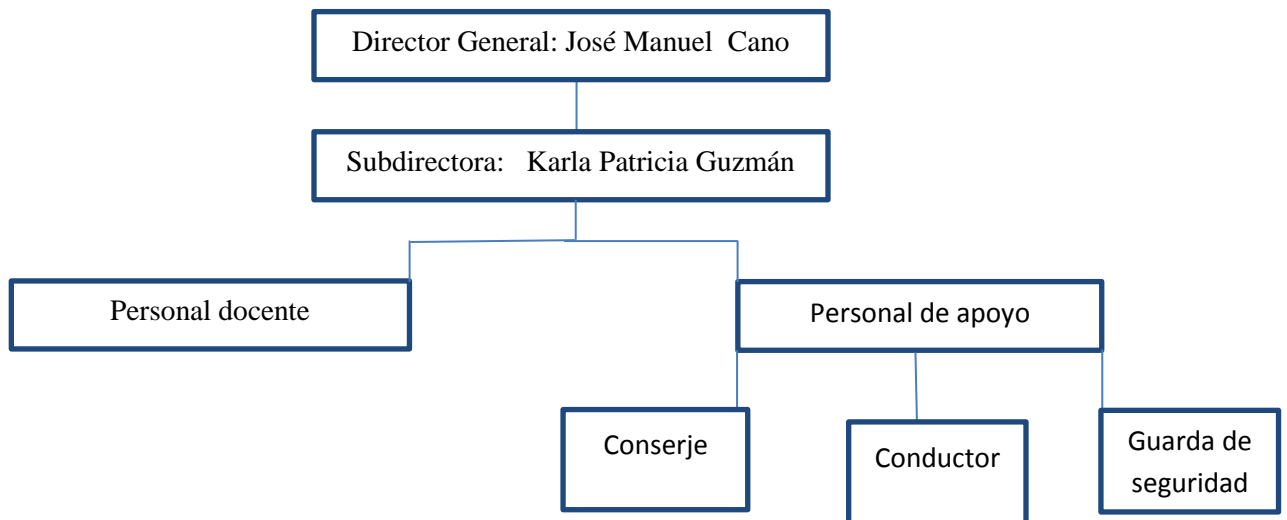 Director General: José Manuel  Cano
Subdirectora:   Karla Patricia Guzmán
Personal docente
Personal de apoyo
Conserje
Conductor
Guarda de
seguridad